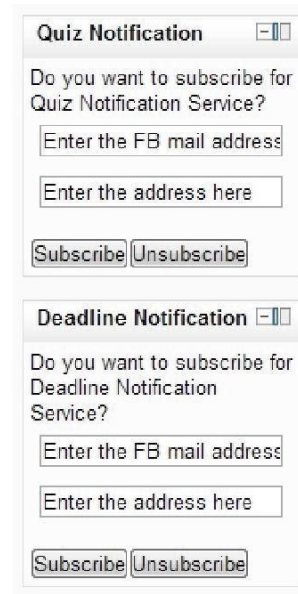 Quiz Notification
Do you want to subscribe for
Quiz Notification Service?
Enter the FB mail address
Enter the address here
Subscribe Unsubscribe
Deadline Notification
Do you want to subscribe for
Deadline Notification
Service?
Enter the FB mail address
Enter the address here
Subscribe Unsubscribe